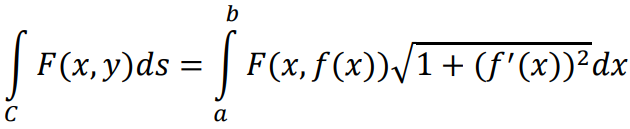 ∫_C F(x, y)ds = ∫_a^b F(x, f(x))√(1 + (f′(x))²)dx